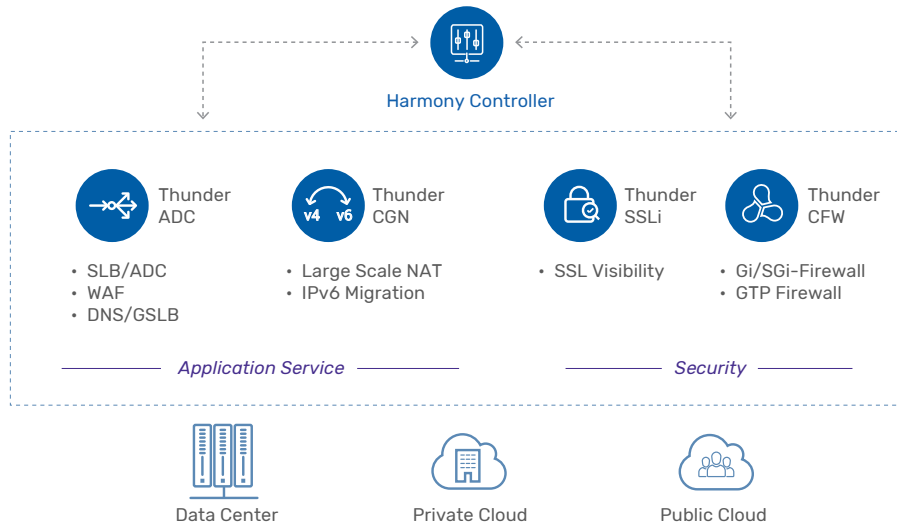 Harmony Controller
Thunder
ADC
Thunder
CGN
Thunder
SSLi
Thunder
CFW
v4 v6
• SLB/ADC
• WAF
• DNS/GSLB
• Large Scale NAT
• IPv6 Migration
• SSL Visibility
• Gi/SGi-Firewall
• GTP Firewall
Application Service
Security
Data Center
Private Cloud
Public Cloud